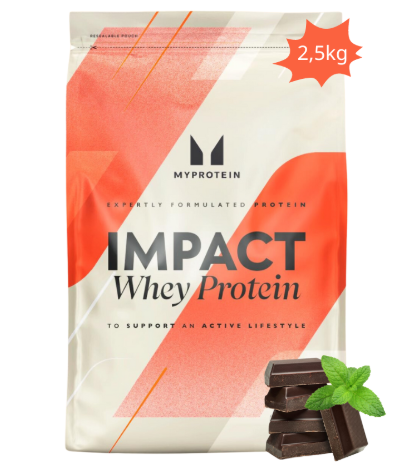 RESEALABLE POUCH
2,5kg
MYPROTEIN
EXPERTLY FORMULATED PROTEIN
IMPACT
Whey Protein
TO SUPPORT AN ACTIVE LIFESTYLE